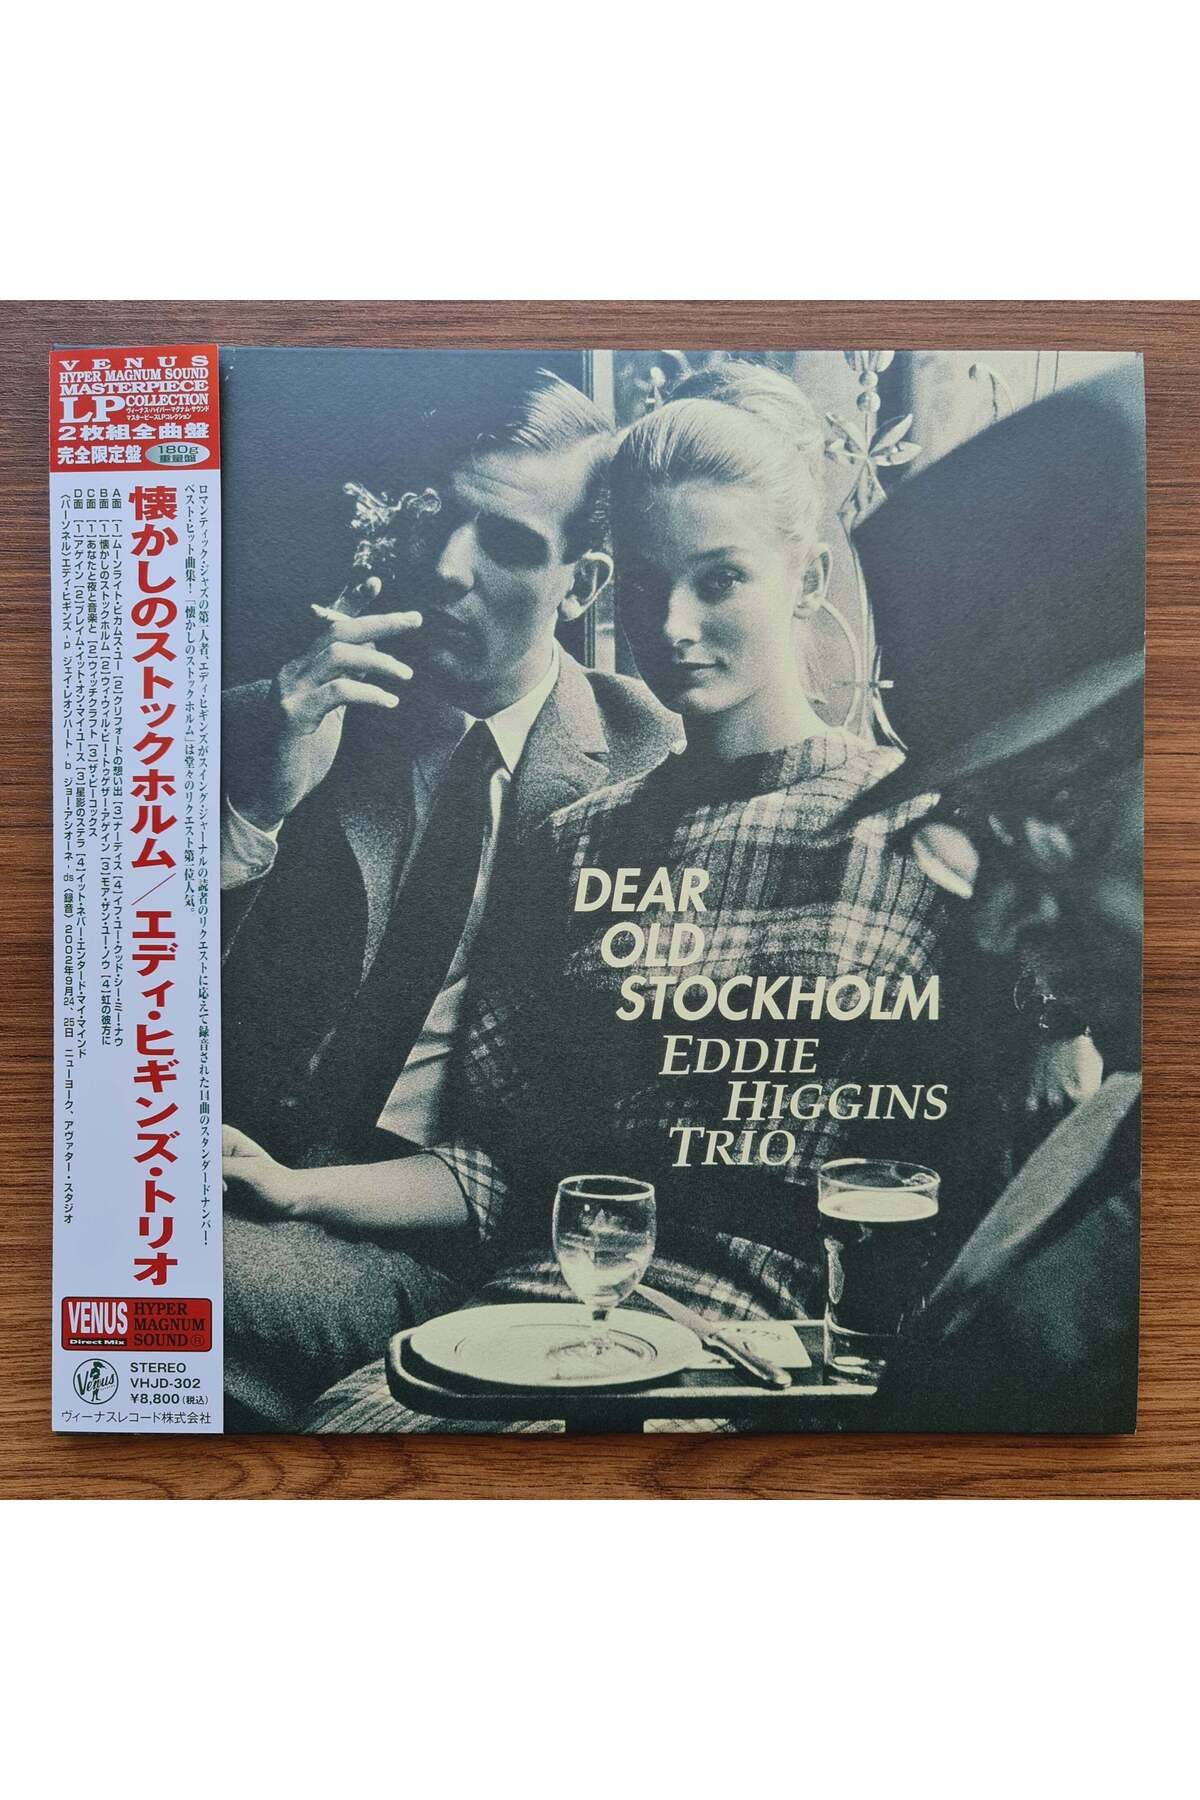 VENUS
HYPER MAGNUM SOUND
MASTERPIECE
LP COLLECTION
ヴィーナス・ハイパー・マグナム・サウンド
マスターピースLPコレクション
2枚組全曲盤
完全限定盤
180g
重量盤
ロマンティック・ジャズの第一人者、エディ・ヒギンズがスイング・ジャーナルの読者のリクエストに応えて録音された14曲のスタンダードナンバー・
ベスト・ヒット曲集！「懐かしのストックホルム」は堂々のリクエスト第一位人気。
懐かしのストックホルム／エディ・ヒギンズ・トリオ
A面 [1]ムーンライト・ビカムス・ユー [2]クリフォードの想い出 [3]ナーディス [4]イフ・ユー・クッド・シー・ミー・ナウ
B面 [1]懐かしのストックホルム [2]ウィ・ウィル・ビー・トゥゲザー・アゲイン [3]モア・ザン・ユー・ノウ [4]虹の彼方に
C面 [1]あなたと夜と音楽と [2]ウィッチクラフト [3]ザ・ピーコックス
D面 [1]アゲイン [2]ブレイム・イット・オン・マイ・ユース [3]星影のステラ [4]イット・ネバー・エンタード・マイ・マインド
〈パーソネル〉エディ・ヒギンズ-p ジェイ・レオンハート-b ジョー・アシオーネ-ds〈録音〉2002年9月24、25日 ニューヨーク、アヴァター・スタジオ
VENUS
Direct Mix
HYPER
MAGNUM
SOUND®
Venus
STEREO
VHJD-302
¥8,800(税込)
ヴィーナスレコード株式会社
DEAR
OLD
STOCKHOLM
EDDIE
HIGGINS
TRIO